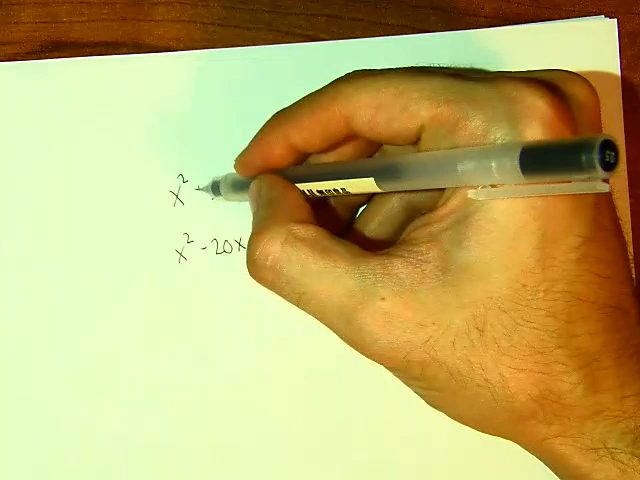 x² +
x² - 20x